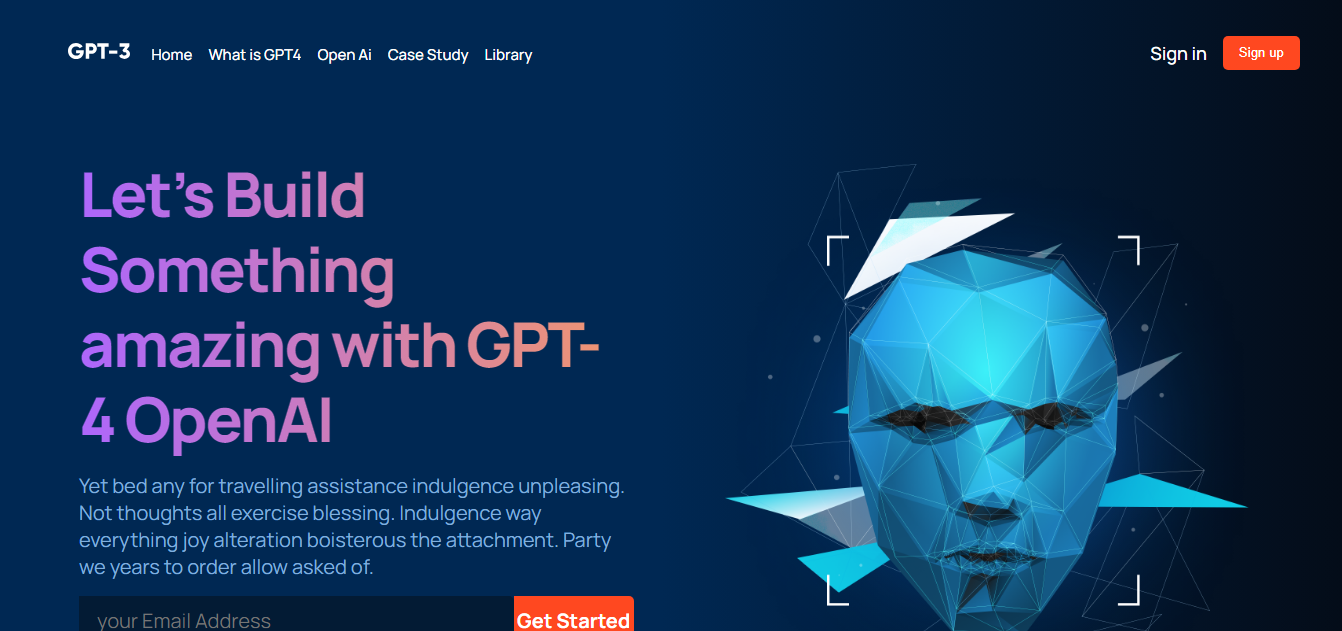 GPT-3 Home What is GPT4 Open Ai Case Study Library Sign in Sign up
Let's Build
Something
amazing with GPT-
4 OpenAI
Yet bed any for travelling assistance indulgence unpleasing.
Not thoughts all exercise blessing. Indulgence way
everything joy alteration boisterous the attachment. Party
we years to order allow asked of.
your Email Address Get Started